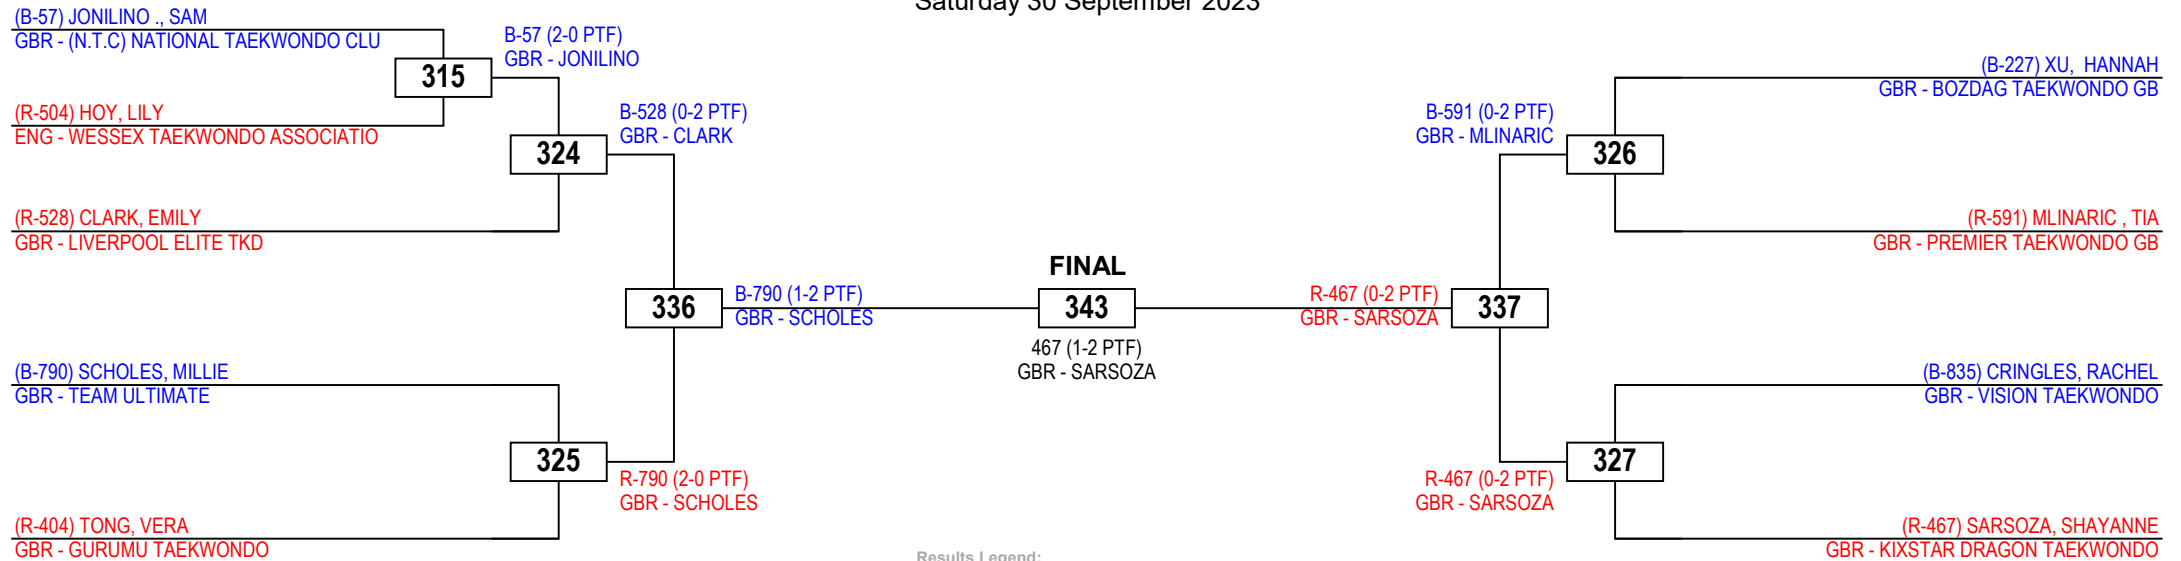 Saturday 30 September 2023
(B-57) JONILINO ., SAM
GBR - (N.T.C) NATIONAL TAEKWONDO CLU
315
B-57 (2-0 PTF)
GBR - JONILINO
(R-504) HOY, LILY
ENG - WESSEX TAEKWONDO ASSOCIATIO
324
B-528 (0-2 PTF)
GBR - CLARK
(R-528) CLARK, EMILY
GBR - LIVERPOOL ELITE TKD
336
B-790 (1-2 PTF)
GBR - SCHOLES
(B-790) SCHOLES, MILLIE
GBR - TEAM ULTIMATE
325
R-790 (2-0 PTF)
GBR - SCHOLES
(R-404) TONG, VERA
GBR - GURUMU TAEKWONDO
FINAL
343
467 (1-2 PTF)
GBR - SARSOZA
(B-227) XU, HANNAH
GBR - BOZDAG TAEKWONDO GB
B-591 (0-2 PTF)
GBR - MLINARIC
326
(R-591) MLINARIC , TIA
GBR - PREMIER TAEKWONDO GB
R-467 (0-2 PTF)
GBR - SARSOZA
337
(B-835) CRINGLES, RACHEL
GBR - VISION TAEKWONDO
327
R-467 (0-2 PTF)
GBR - SARSOZA
(R-467) SARSOZA, SHAYANNE
GBR - KIXSTAR DRAGON TAEKWONDO
Results Legend: